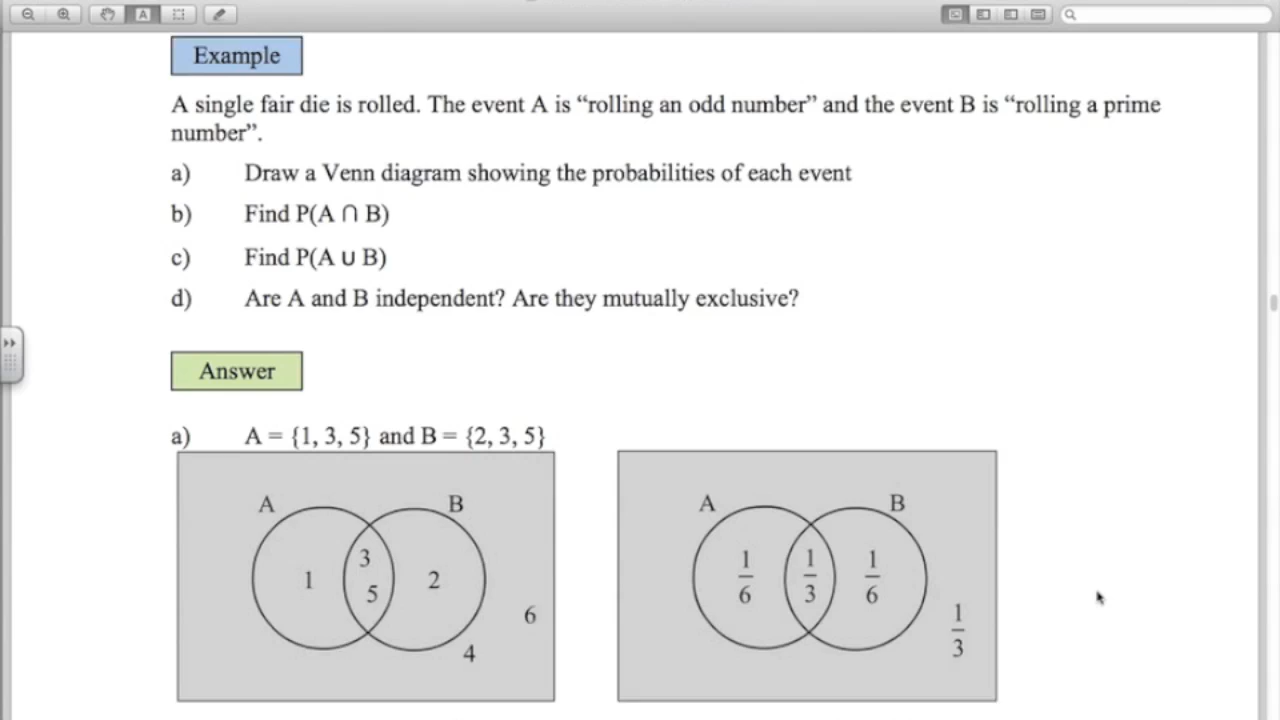 Example
A single fair die is rolled. The event A is “rolling an odd number” and the event B is “rolling a prime
number”.
a) Draw a Venn diagram showing the probabilities of each event
b) Find P(A ∩ B)
c) Find P(A ∪ B)
d) Are A and B independent? Are they mutually exclusive?
Answer
a) A = {1, 3, 5} and B = {2, 3, 5}
A B
1 3 5 2
6
4
A B
1/6 1/3 1/6
1/3